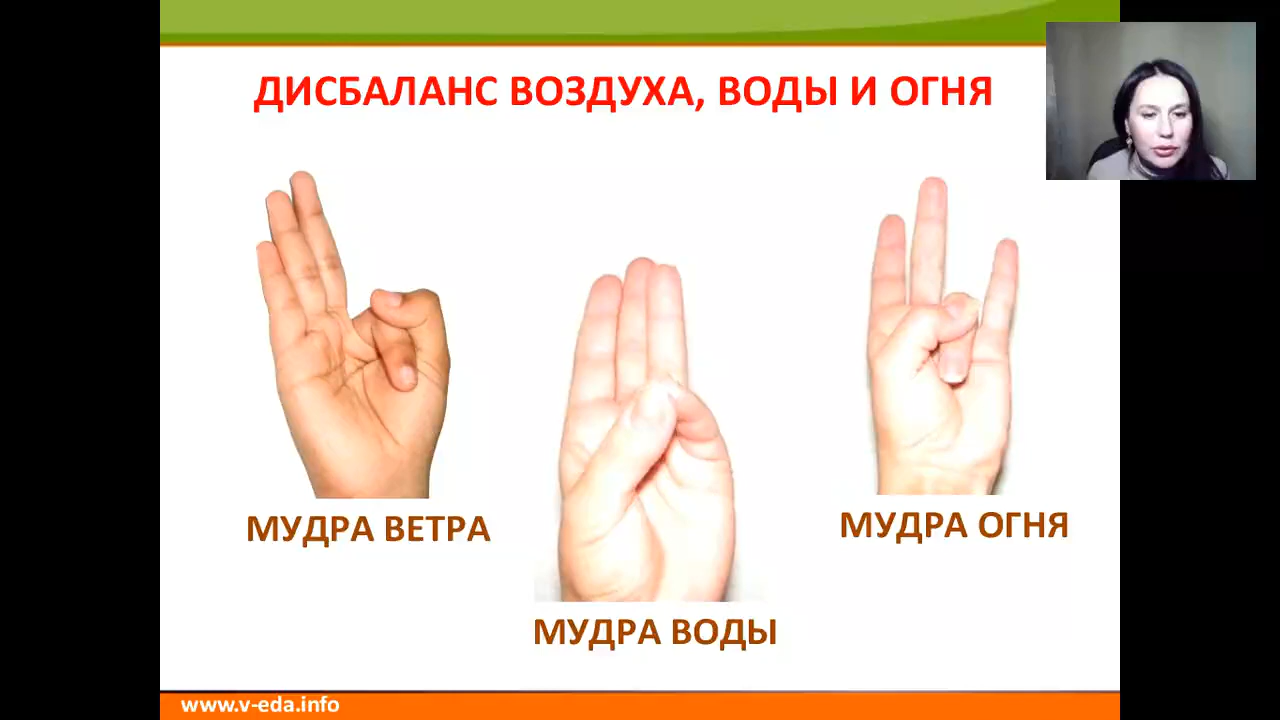 ДИСБАЛАНС ВОЗДУХА, ВОДЫ И ОГНЯ
МУДРА ВЕТРА
МУДРА ОГНЯ
МУДРА ВОДЫ
www.v-eda.info